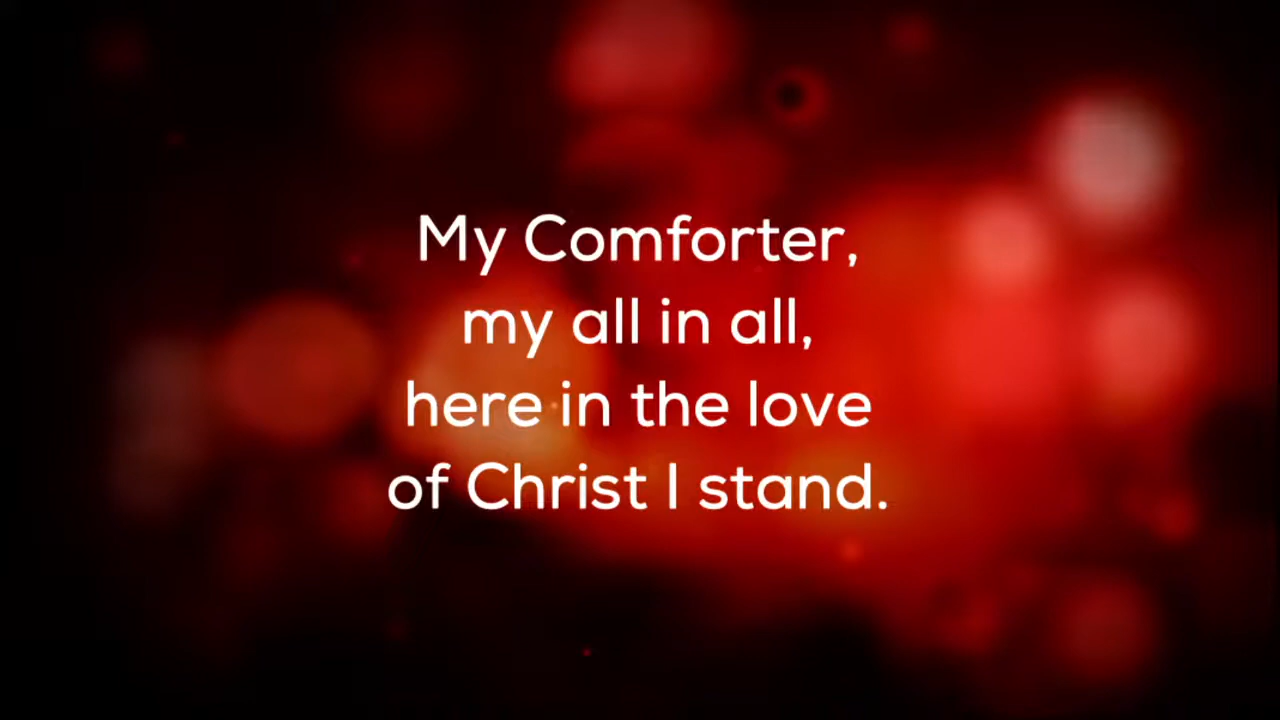 My Comforter,
my all in all,
here in the love
of Christ I stand.